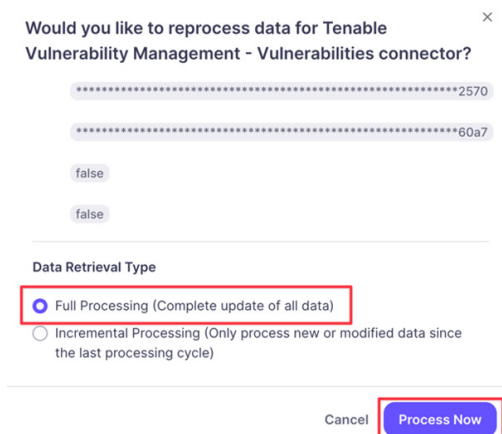 Would you like to reprocess data for Tenable
Vulnerability Management - Vulnerabilities connector?
************************************************************2570
************************************************************60a7
false
false
Data Retrieval Type
Full Processing (Complete update of all data)
Incremental Processing (Only process new or modified data since
the last processing cycle)
Cancel
Process Now